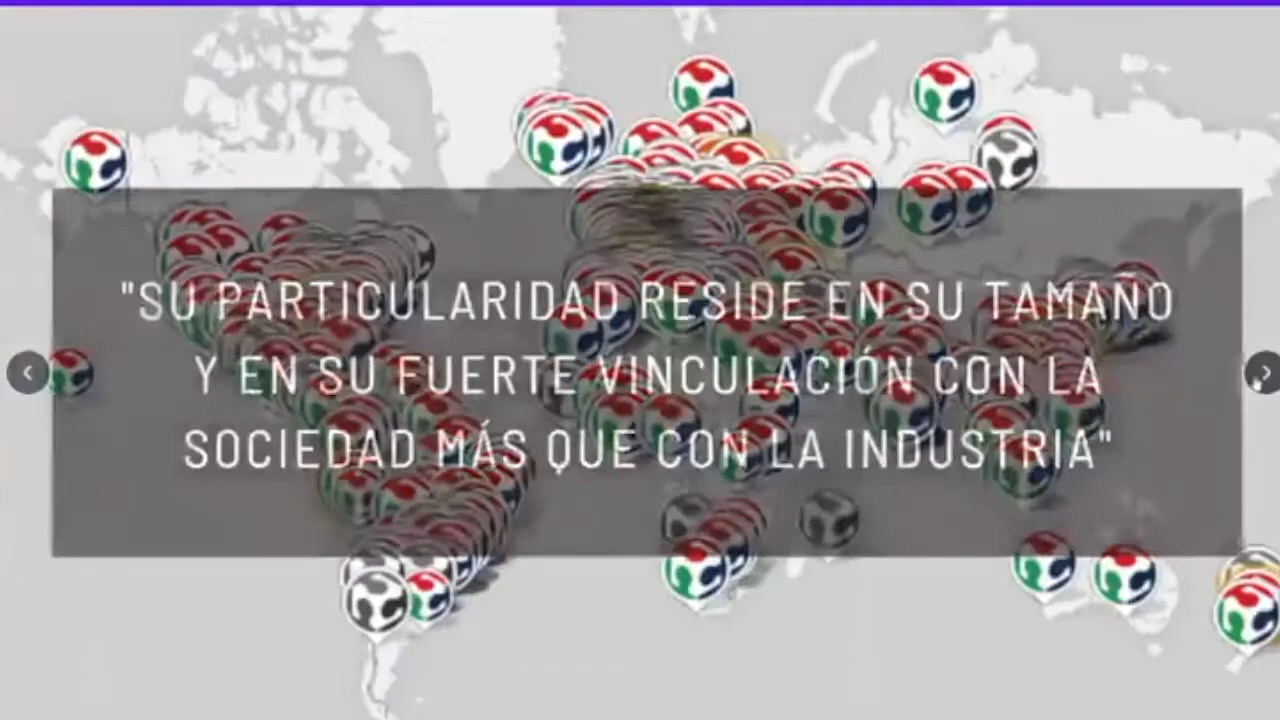 "SU PARTICULARIDAD RESIDE EN SU TAMAÑO
Y EN SU FUERTE VINCULACIÓN CON LA
SOCIEDAD MÁS QUE CON LA INDUSTRIA"